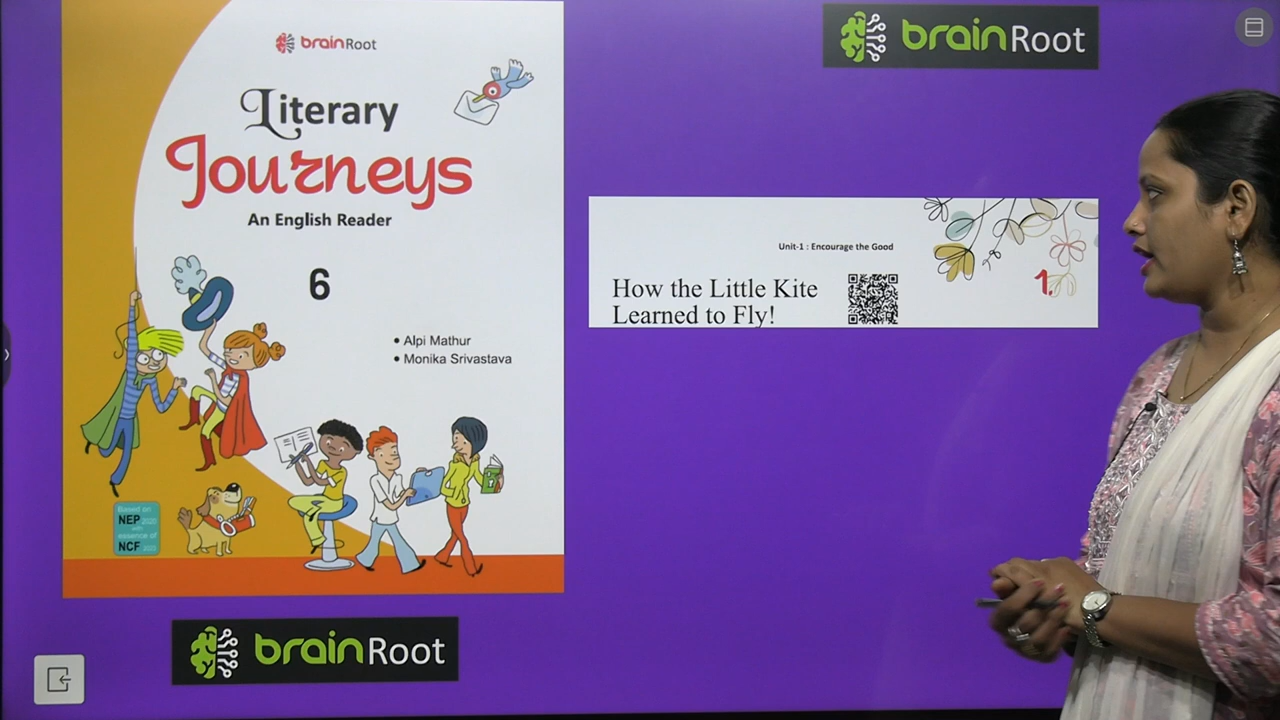 brainRoot
Literary
Journeys
An English Reader
6
• Alpi Mathur
• Monika Srivastava
Based on
NEP 2020
with
essence of
NCF 2023
brainRoot
brainRoot
Unit-1 : Encourage the Good
1.
How the Little Kite
Learned to Fly!